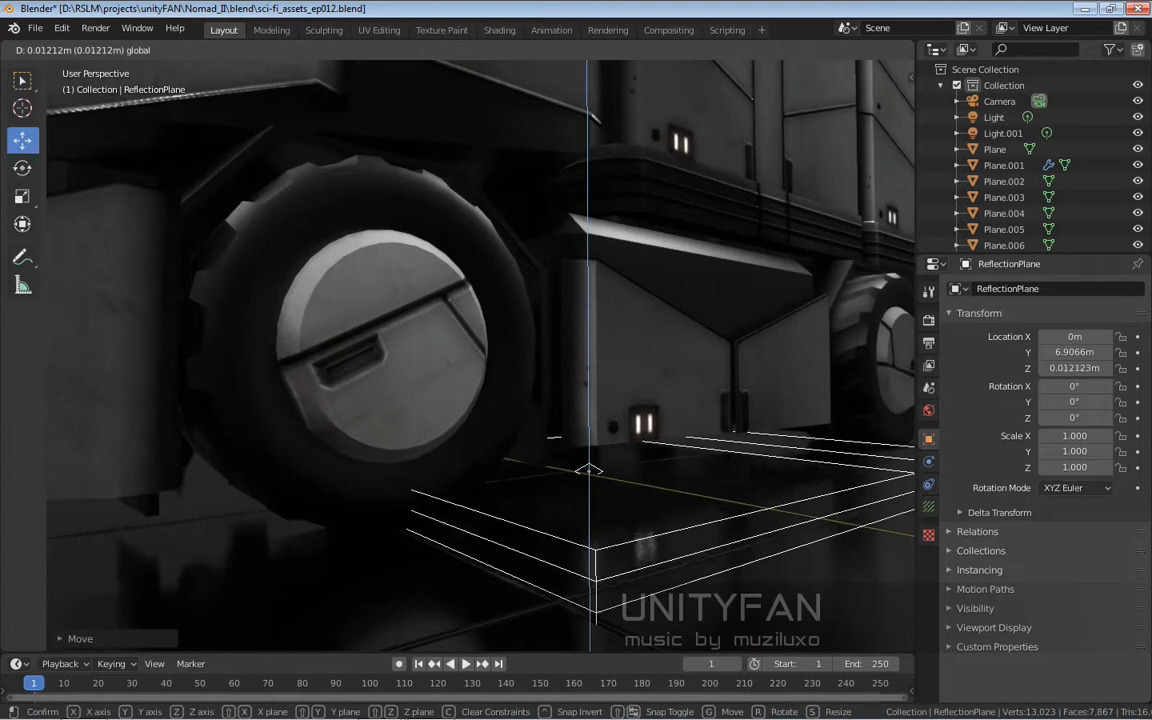 Blender* [D:\RSLM\projects\unityFAN\Nomad_II\blend\sci-fi_assets_ep012.blend]
File Edit Render Window Help Layout Modeling Sculpting UV Editing Texture Paint Shading Animation Rendering Compositing Scripting + Scene View Layer
D: 0.01212m (0.01212m) global
User Perspective
(1) Collection | ReflectionPlane
Scene Collection
Collection
Camera
Light
Light.001
Plane
Plane.001
Plane.002
Plane.003
Plane.004
Plane.005
Plane.006
ReflectionPlane
ReflectionPlane
Transform
Location X 0m
Y 6.9066m
Z 0.012123m
Rotation X 0°
Y 0°
Z 0°
Scale X 1.000
Y 1.000
Z 1.000
Rotation Mode XYZ Euler
Delta Transform
Relations
Collections
Instancing
Motion Paths
Visibility
Viewport Display
Custom Properties
UNITYFAN
music by muziluxo
Move
Playback Keying View Marker 1 Start: 1 End: 250
1 10 20 30 40 50 60 70 80 90 100 110 120 130 140 150 160 170 180 190 200 210 220 230 240 250
Confirm X X axis Y Y axis Z Z axis X X plane Y Y plane Z Z plane C Clear Constraints Snap Invert Snap Toggle G Move R Rotate S Resize Collection | ReflectionPlane | Verts:13,023 | Faces:7,867 | Tris:16,